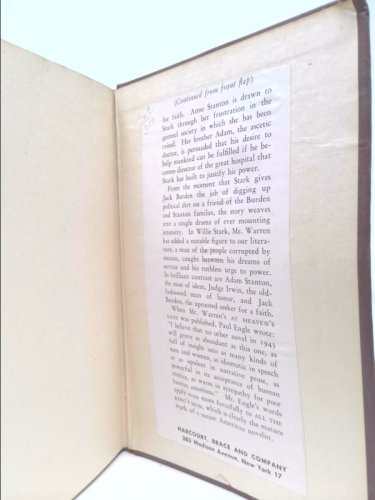 (Continued from front flap)
for faith. Anne Stanton is drawn to
Stark through her frustration in the
genteel society in which she has been
reared. Her brother Adam, the ascetic
doctor, is persuaded that his desire to
help mankind can be fulfilled if he be-
comes director of the great hospital that
Stark has built to justify his power.
From the moment that Stark gives
Jack Burden the job of digging up
political dirt on a friend of the Burden
and Stanton families, the story weaves
into a single drama of ever mounting
intensity. In Willie Stark, Mr. Warren
has added a notable figure to our litera-
ture, a man of the people corrupted by
success, caught between his dreams of
service and his ruthless urge to power.
In brilliant contrast are Adam Stanton,
the man of ideas, Judge Irwin, the old-
fashioned man of honor, and Jack
Burden, the uprooted seeker for a faith.
When Mr. Warren's AT HEAVEN'S
GATE was published, Paul Engle wrote:
"I believe that no other novel in 1943
will prove as abundant as this one, as
full of insight into as many kinds of
men and women, as idiomatic in speech
or as opulent in narrative prose, as
powerful in its acceptance of human
status, as warm in sympathy for poor
human emotions." Mr. Engle's words
apply even more forcefully to ALL THE
KING'S MEN, which is clearly the mature
work of a major American novelist.
HARCOURT, BRACE AND COMPANY
383 Madison Avenue, New York 17